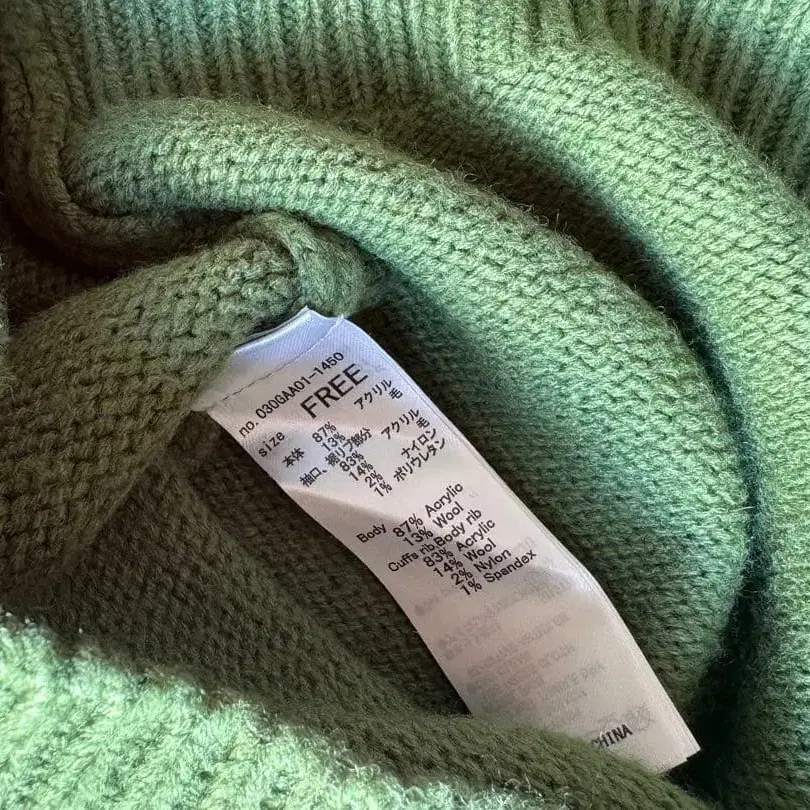 no. 030GAA01-1450
size FREE
本体 87% アクリル
13% 毛
袖口、裾リブ部分
83% アクリル
14% 毛
2% ナイロン
1% ポリウレタン
Body 87% Acrylic
13% Wool
Cuffs rib,Body rib
83% Acrylic
14% Wool
2% Nylon
1% Spandex
CHINA